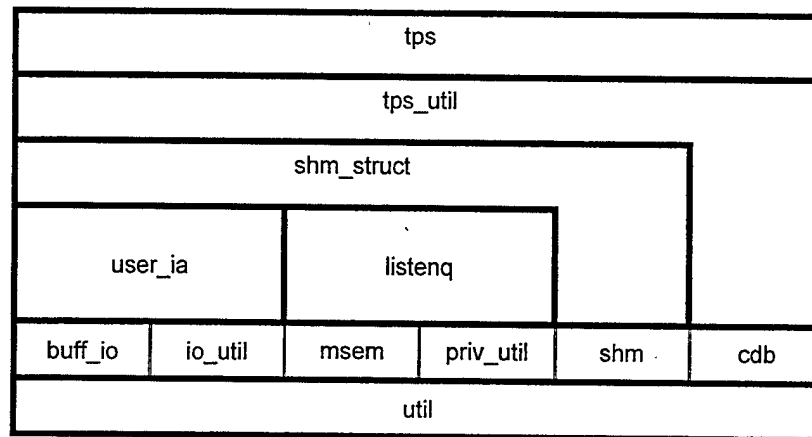 tps
tps_util
shm_struct
user_ia
listenq
buff_io
io_util
msem
priv_util
shm
cdb
util